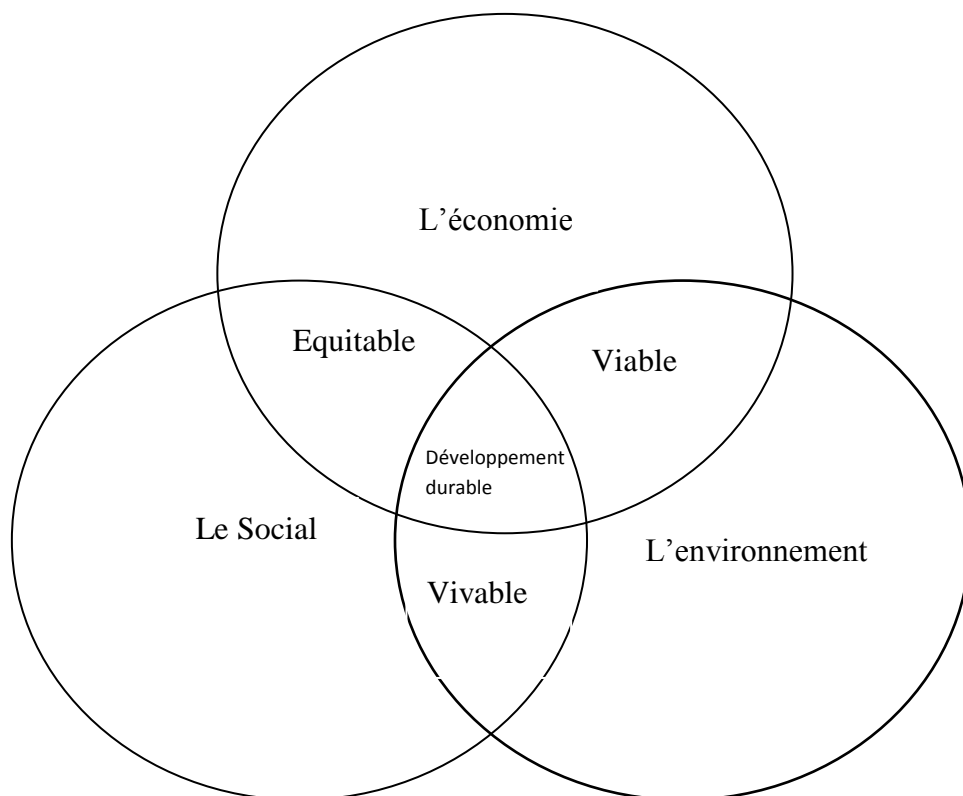 L’économie
Equitable
Viable
Développement
durable
Le Social
L’environnement
Vivable